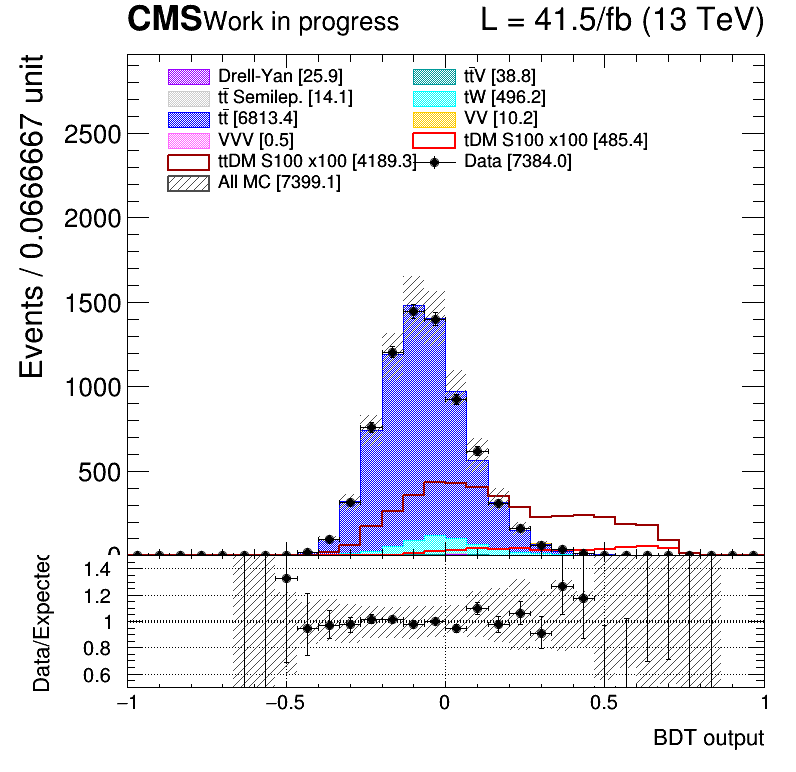 CMS Work in progress L = 41.5/fb (13 TeV)
Events / 0.0666667 unit
Drell-Yan [25.9] tt̄V [38.8]
tt̄ Semilep. [14.1] tW [496.2]
tt̄ [6813.4] VV [10.2]
VVV [0.5] tDM S100 x100 [485.4]
ttDM S100 x100 [4189.3] Data [7384.0]
All MC [7399.1]
2500
2000
1500
1000
500
0
Data/Expected
1.4
1.2
1
0.8
0.6
−1 −0.5 0 0.5 1
BDT output